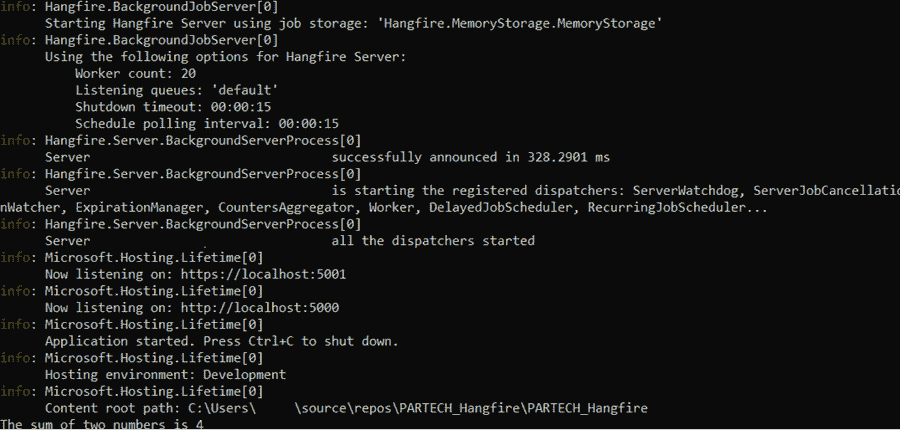 info: Hangfire.BackgroundJobServer[0]
Starting Hangfire Server using job storage: 'Hangfire.MemoryStorage.MemoryStorage'
info: Hangfire.BackgroundJobServer[0]
Using the following options for Hangfire Server:
Worker count: 20
Listening queues: 'default'
Shutdown timeout: 00:00:15
Schedule polling interval: 00:00:15
info: Hangfire.Server.BackgroundServerProcess[0]
Server successfully announced in 328.2901 ms
info: Hangfire.Server.BackgroundServerProcess[0]
Server is starting the registered dispatchers: ServerWatchdog, ServerJobCancellatio
nWatcher, ExpirationManager, CountersAggregator, Worker, DelayedJobScheduler, RecurringJobScheduler...
info: Hangfire.Server.BackgroundServerProcess[0]
Server all the dispatchers started
info: Microsoft.Hosting.Lifetime[0]
Now listening on: https://localhost:5001
info: Microsoft.Hosting.Lifetime[0]
Now listening on: http://localhost:5000
info: Microsoft.Hosting.Lifetime[0]
Application started. Press Ctrl+C to shut down.
info: Microsoft.Hosting.Lifetime[0]
Hosting environment: Development
info: Microsoft.Hosting.Lifetime[0]
Content root path: C:\Users\ \source\repos\PARTECH_Hangfire\PARTECH_Hangfire
The sum of two numbers is 4